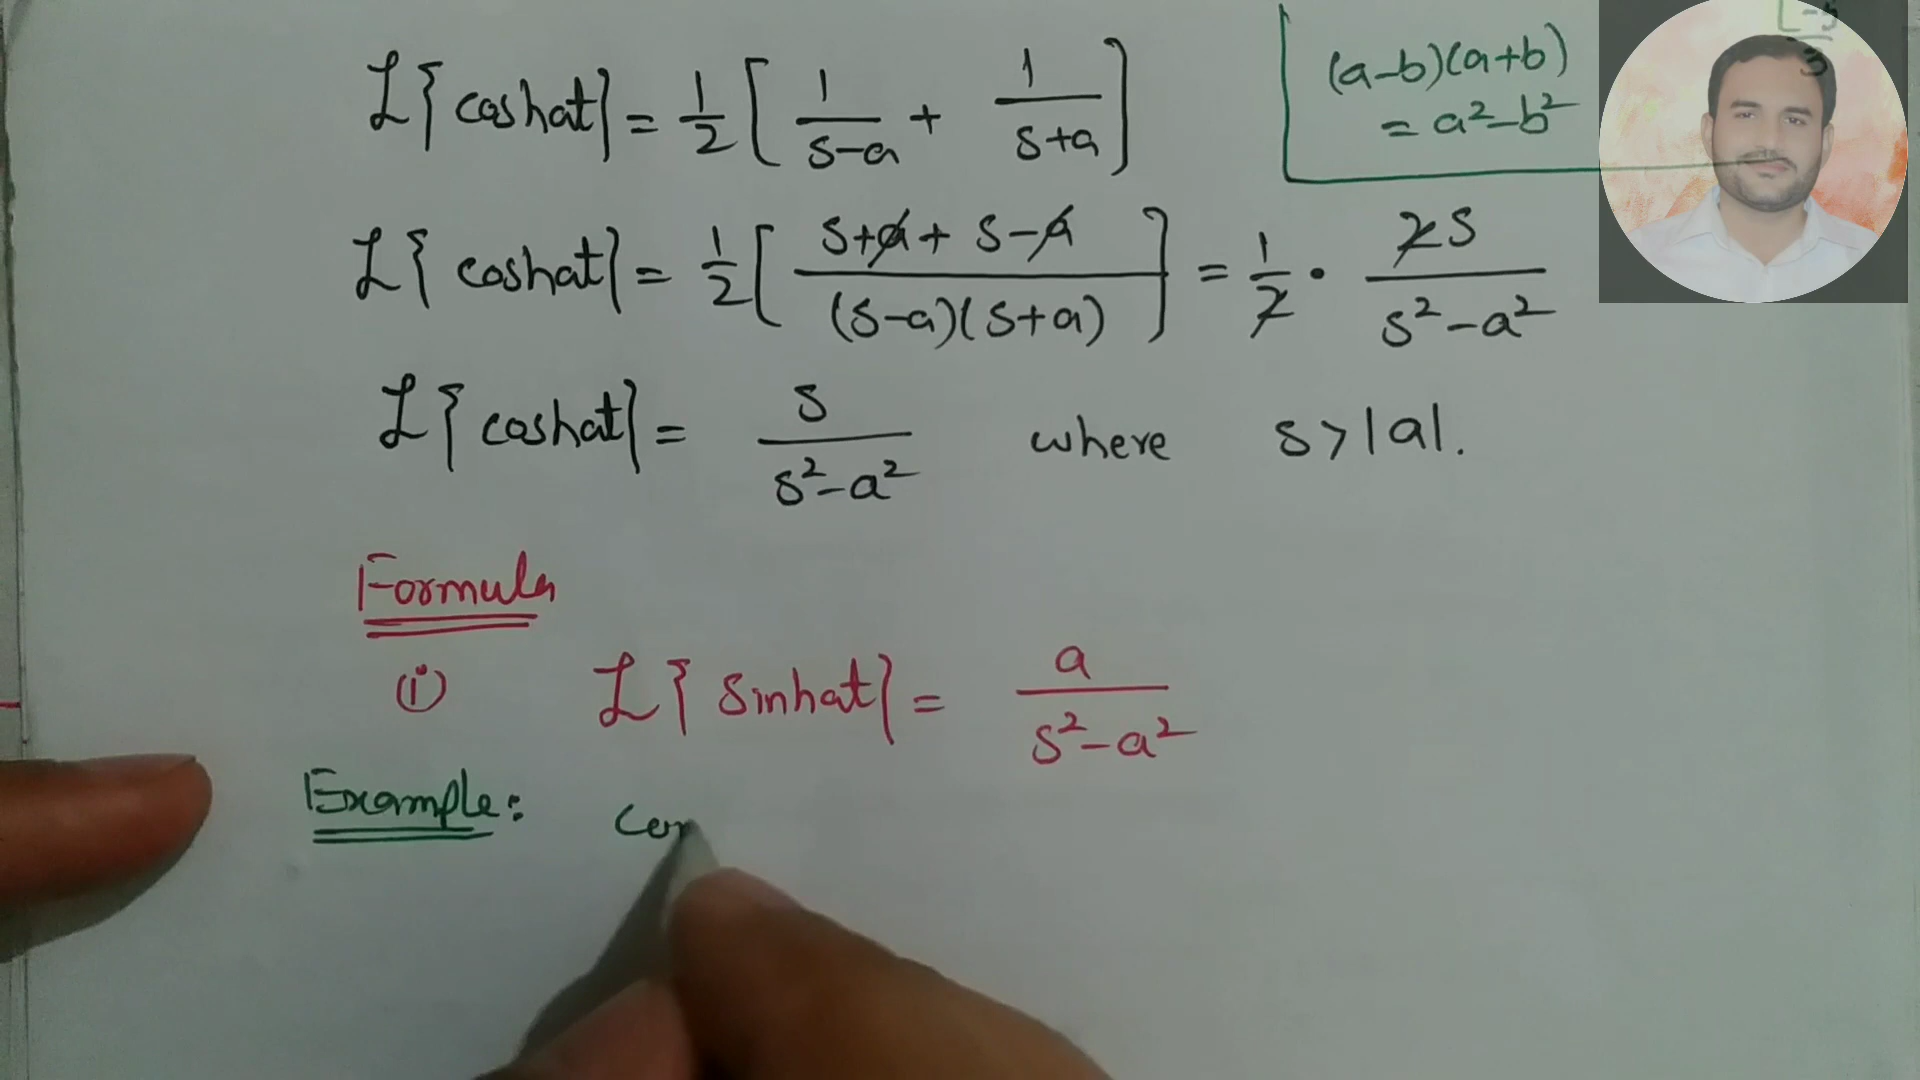 ℒ{coshat} = 1/2 [ 1/(s-a) + 1/(s+a) ]
(a-b)(a+b)
= a²-b²
ℒ{coshat} = 1/2 [ (s+a + s-a)/((s-a)(s+a)) ] = 1/2 · 2s/(s²-a²)
ℒ{coshat} = s/(s²-a²) where s>|a|.
Formula
(i) ℒ{sinhat} = a/(s²-a²)
Example: